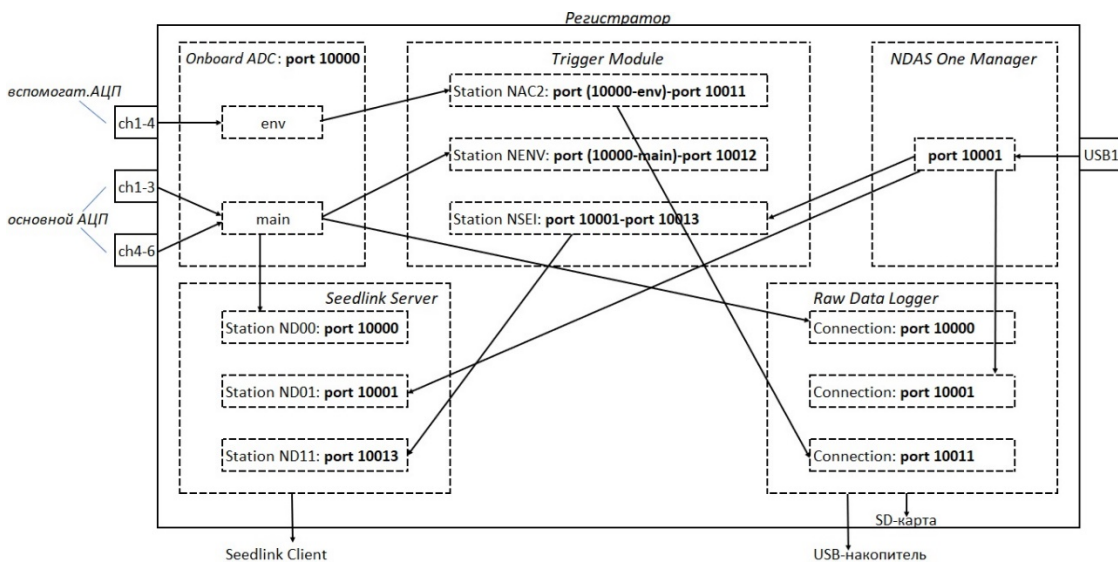 Регистратор
Onboard ADC: port 10000
Trigger Module
NDAS One Manager
вспомогат.АЦП
ch1-4
env
Station NAC2: port (10000-env)-port 10011
Station NENV: port (10000-main)-port 10012
port 10001
USB1
ch1-3
основной АЦП
main
Station NSEI: port 10001-port 10013
ch4-6
Seedlink Server
Raw Data Logger
Station ND00: port 10000
Connection: port 10000
Station ND01: port 10001
Connection: port 10001
Station ND11: port 10013
Connection: port 10011
SD-карта
Seedlink Client
USB-накопитель